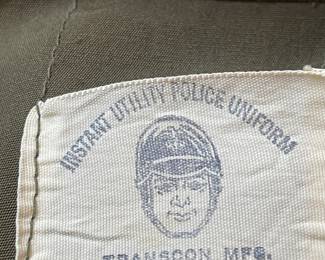 INSTANT UTILITY POLICE UNIFORM
TRANSCON MFG.